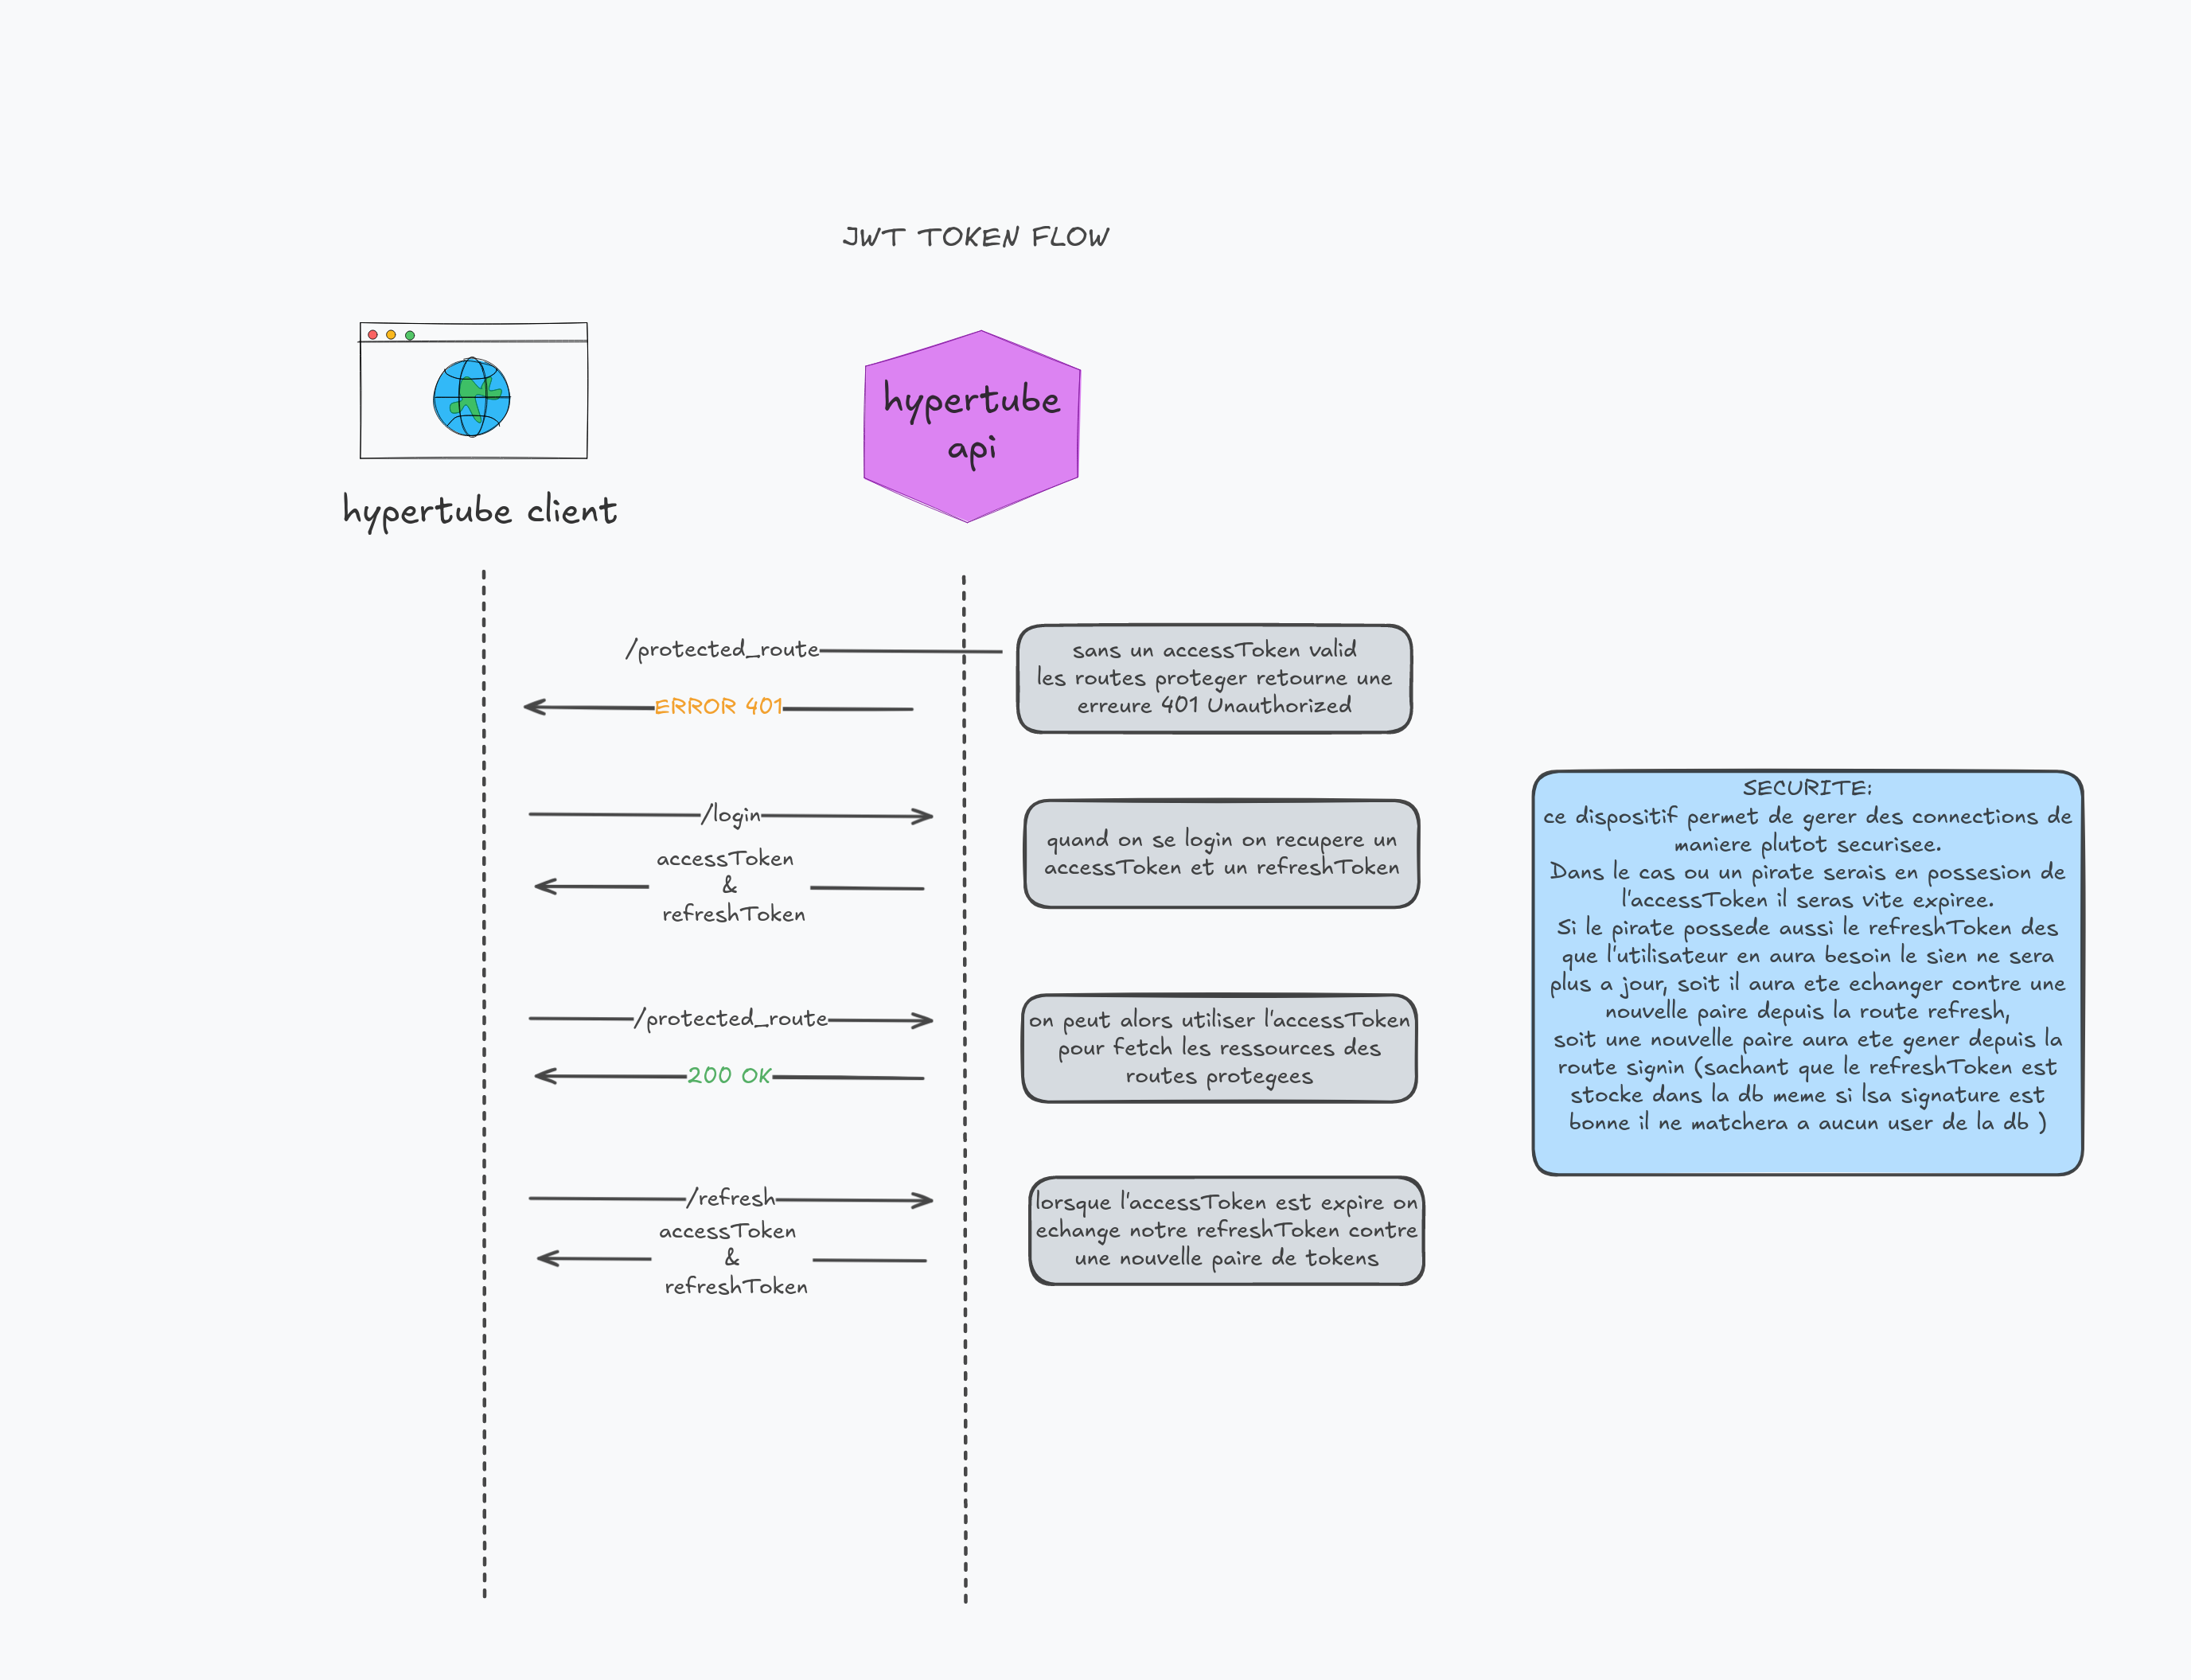 JWT TOKEN FLOW
hypertube
api
hypertube client
/protected_route
ERROR 401
sans un accessToken valid
les routes proteger retourne une
erreure 401 Unauthorized
/login
accessToken
&
refreshToken
quand on se login on recupere un
accessToken et un refreshToken
/protected_route
200 OK
on peut alors utiliser l'accessToken
pour fetch les ressources des
routes protegees
/refresh
accessToken
&
refreshToken
lorsque l'accessToken est expire on
echange notre refreshToken contre
une nouvelle paire de tokens
SECURITE:
ce dispositif permet de gerer des connections de
maniere plutot securisee.
Dans le cas ou un pirate serais en possesion de
l'accessToken il seras vite expiree.
Si le pirate possede aussi le refreshToken des
que l'utilisateur en aura besoin le sien ne sera
plus a jour, soit il aura ete echanger contre une
nouvelle paire depuis la route refresh,
soit une nouvelle paire aura ete gener depuis la
route signin (sachant que le refreshToken est
stocke dans la db meme si lsa signature est
bonne il ne matchera a aucun user de la db )